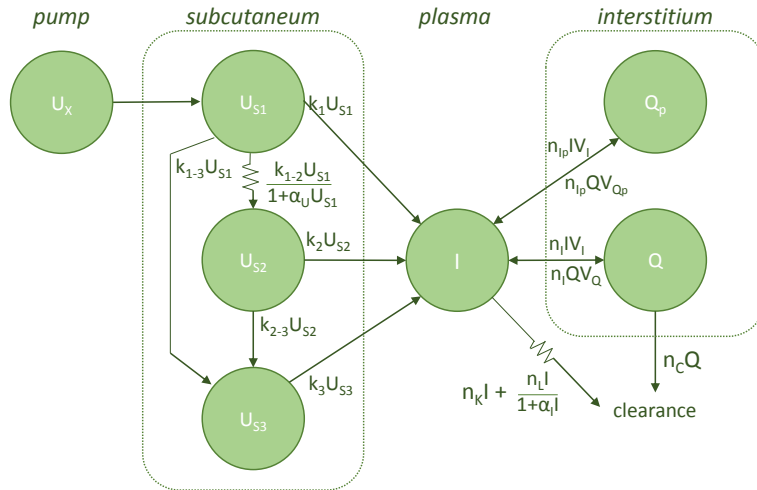 pump subcutaneum plasma interstitium
U_X
U_S1
k_1U_S1
Q_p
k_1-3U_S1
k_1-2U_S1
1+α_UU_S1
n_IpIV_I
n_IpQV_Qp
U_S2
k_2U_S2
I
n_IIV_I
n_IQV_Q
Q
k_2-3U_S2
n_CQ
U_S3
k_3U_S3
n_KI + n_LI
1+α_II
clearance